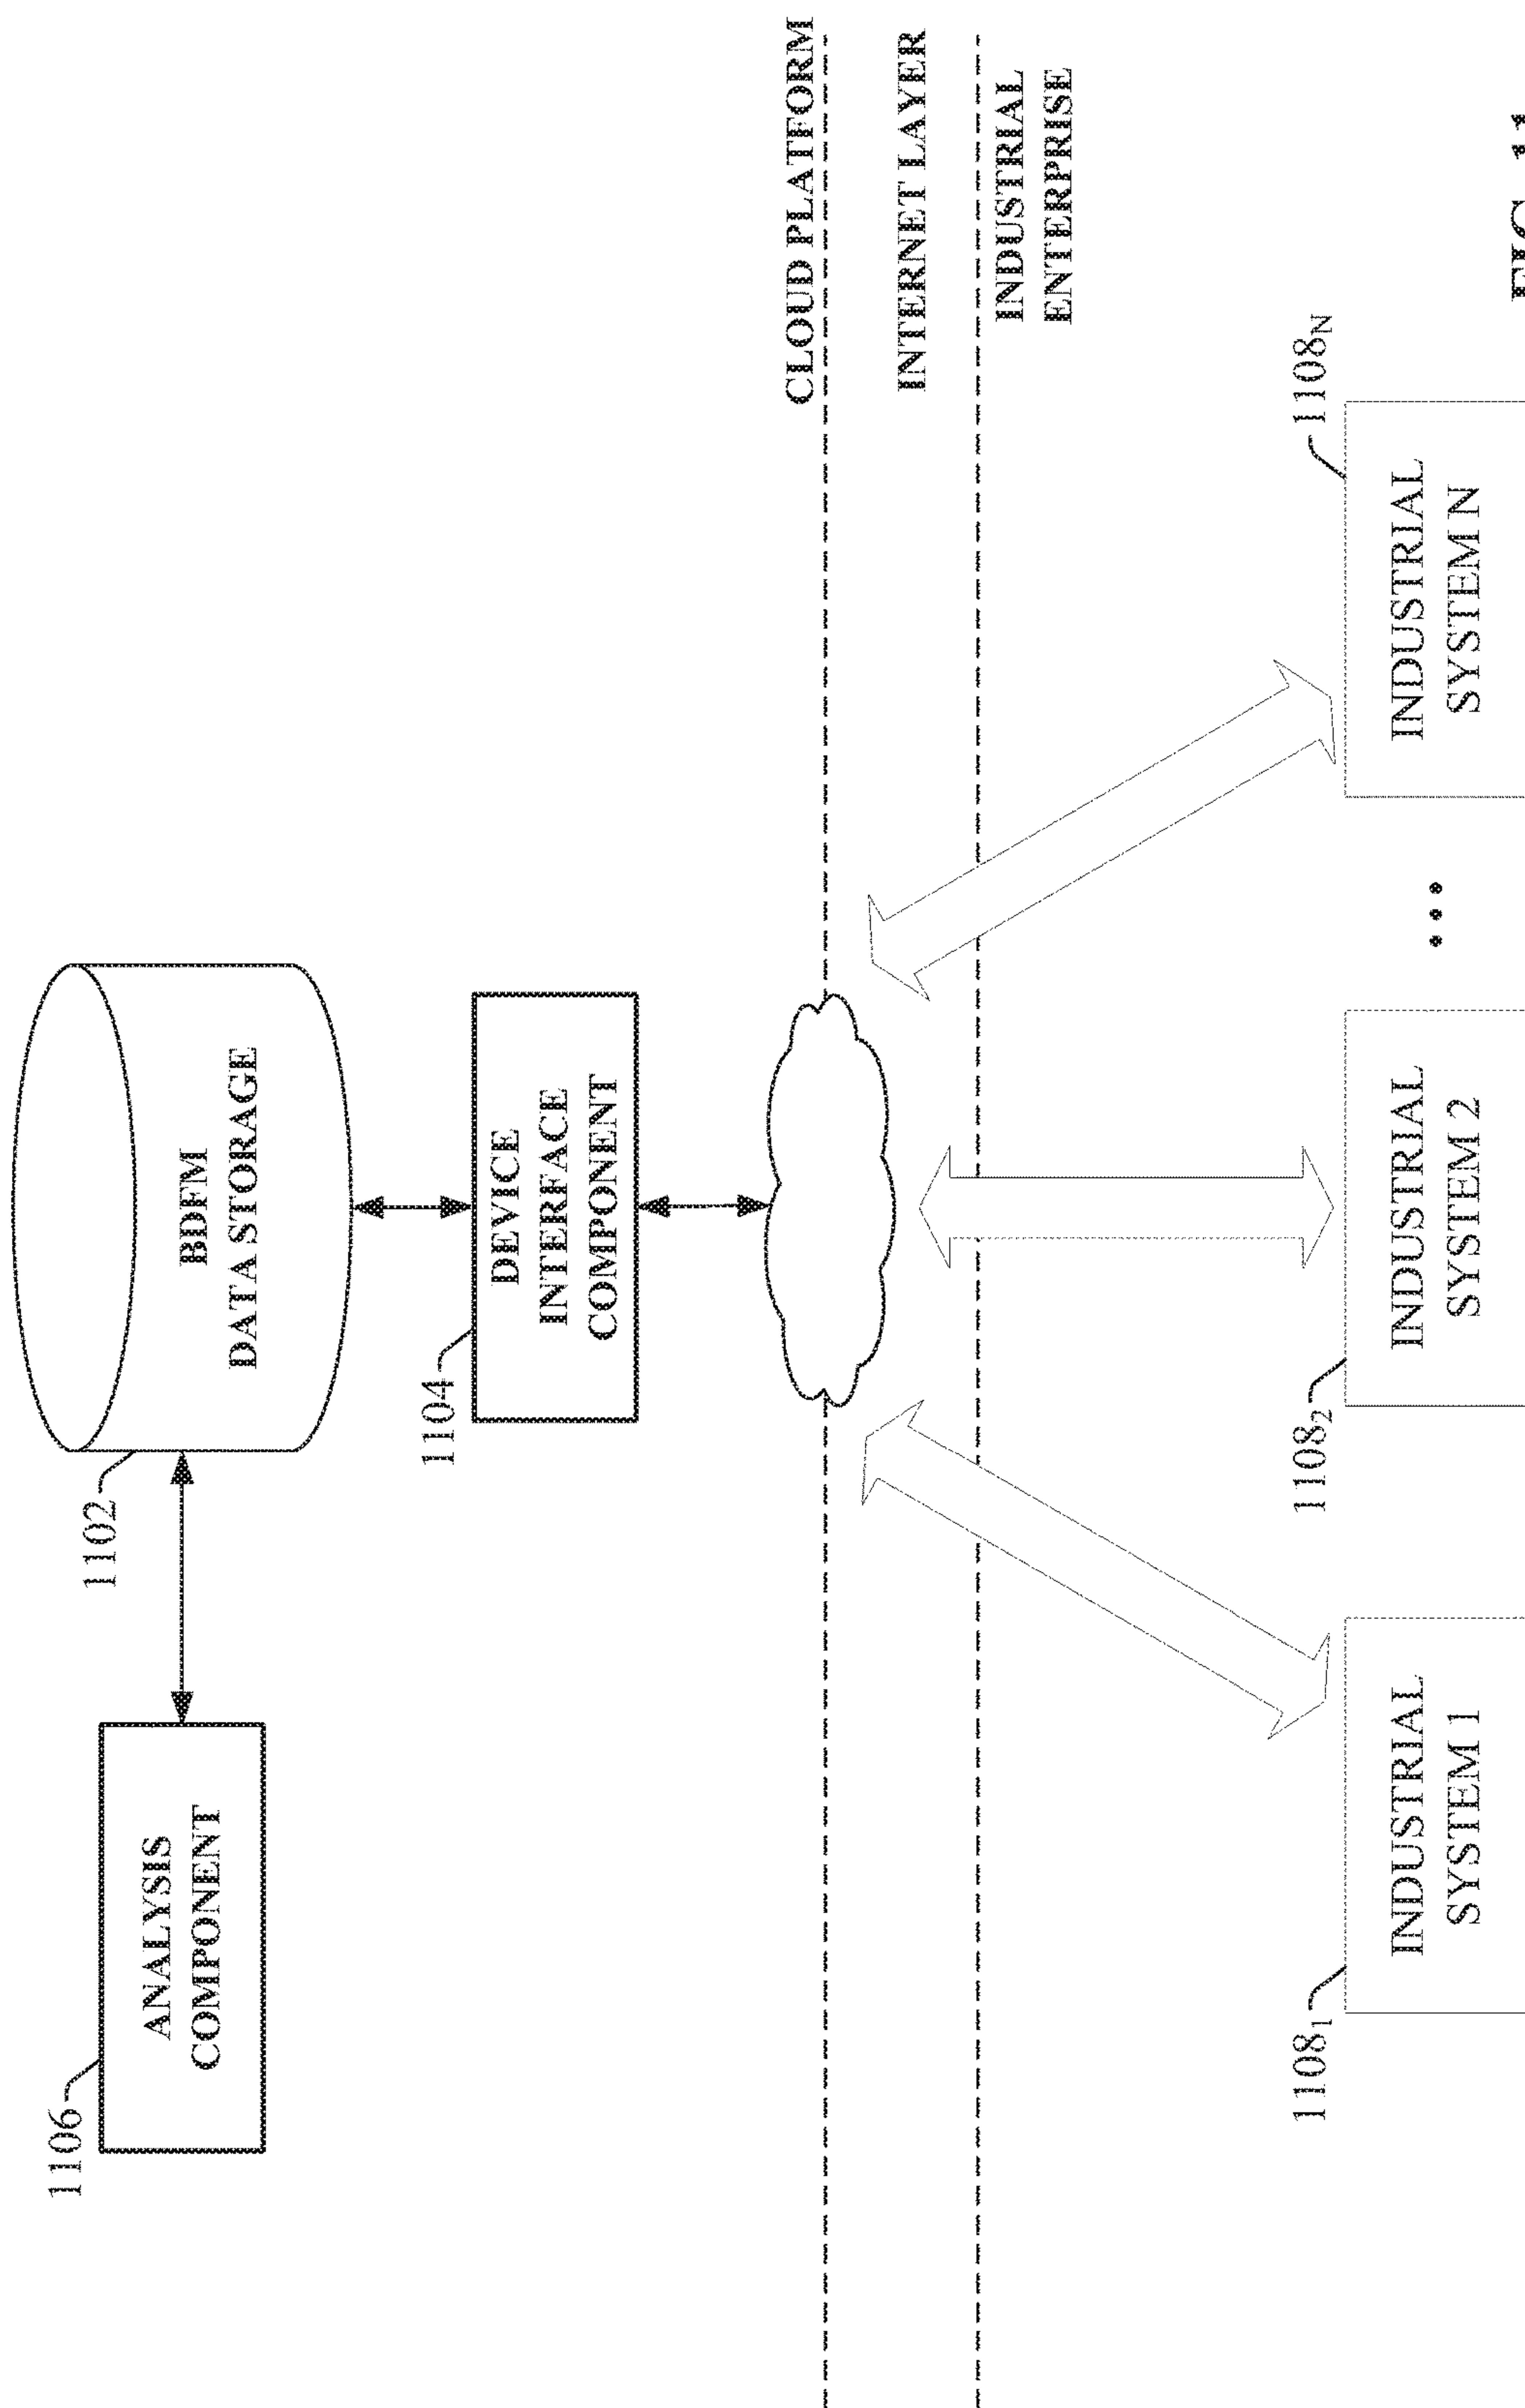 1106
ANALYSIS
COMPONENT
1102
BDFM
DATA STORAGE
1104
DEVICE
INTERFACE
COMPONENT
CLOUD PLATFORM
INTERNET LAYER
INDUSTRIAL
ENTERPRISE
1108₁
INDUSTRIAL
SYSTEM 1
1108₂
INDUSTRIAL
SYSTEM 2
...
1108N
INDUSTRIAL
SYSTEM N